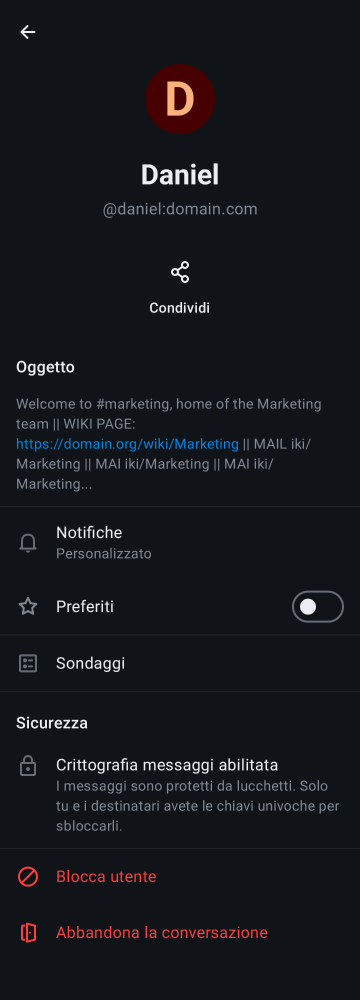 D
Daniel
@daniel:domain.com
Condividi
Oggetto
Welcome to #marketing, home of the Marketing
team || WIKI PAGE:
https://domain.org/wiki/Marketing || MAIL iki/
Marketing || MAI iki/Marketing || MAI iki/
Marketing...
Notifiche
Personalizzato
Preferiti
Sondaggi
Sicurezza
Crittografia messaggi abilitata
I messaggi sono protetti da lucchetti. Solo
tu e i destinatari avete le chiavi univoche per
sbloccarli.
Blocca utente
Abbandona la conversazione